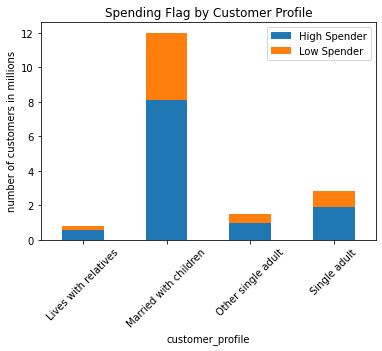 Spending Flag by Customer Profile
High Spender
Low Spender
number of customers in millions
12
10
8
6
4
2
0
Lives with relatives
Married with children
Other single adult
Single adult
customer_profile